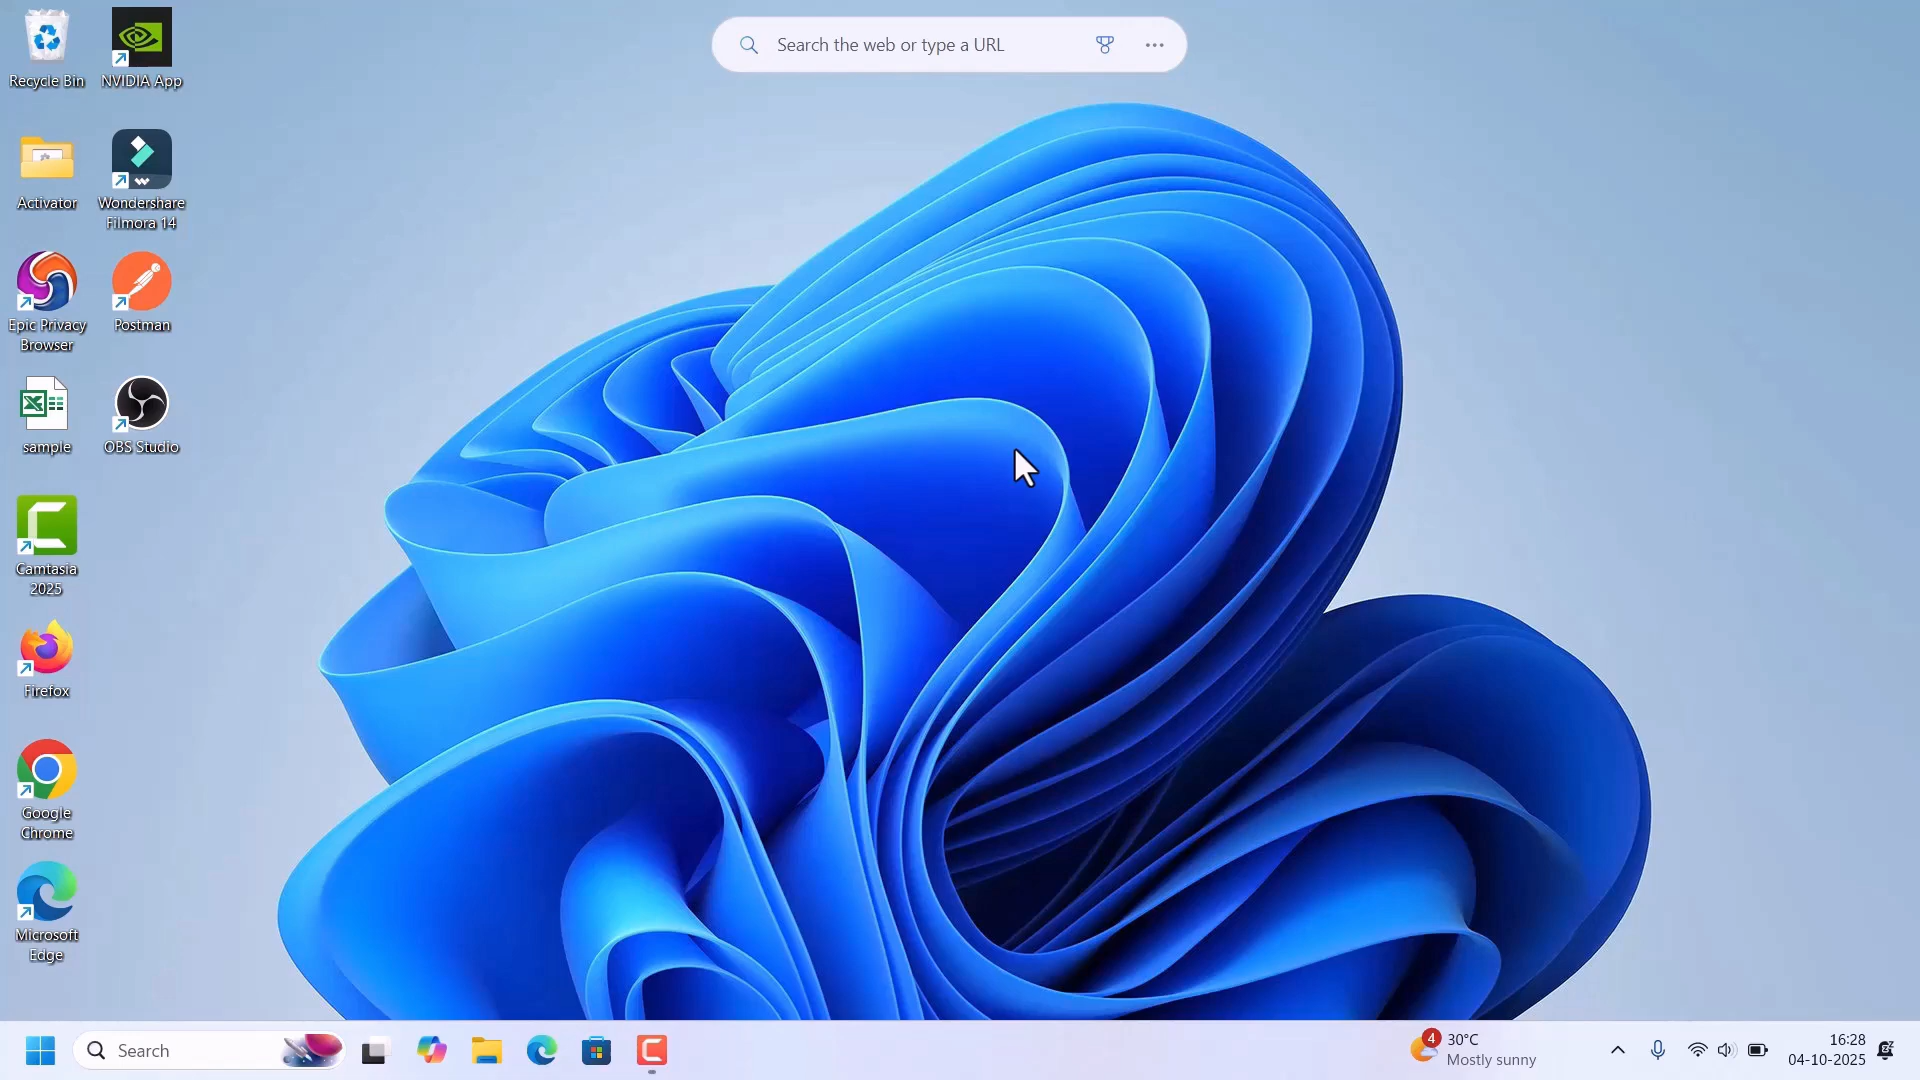 Search the web or type a URL
Recycle Bin
NVIDIA App
Activator
Wondershare
Filmora 14
Epic Privacy
Browser
Postman
sample
OBS Studio
Camtasia
2025
Firefox
Google
Chrome
Microsoft
Edge
Search
4
30°C
Mostly sunny
16:28
04-10-2025